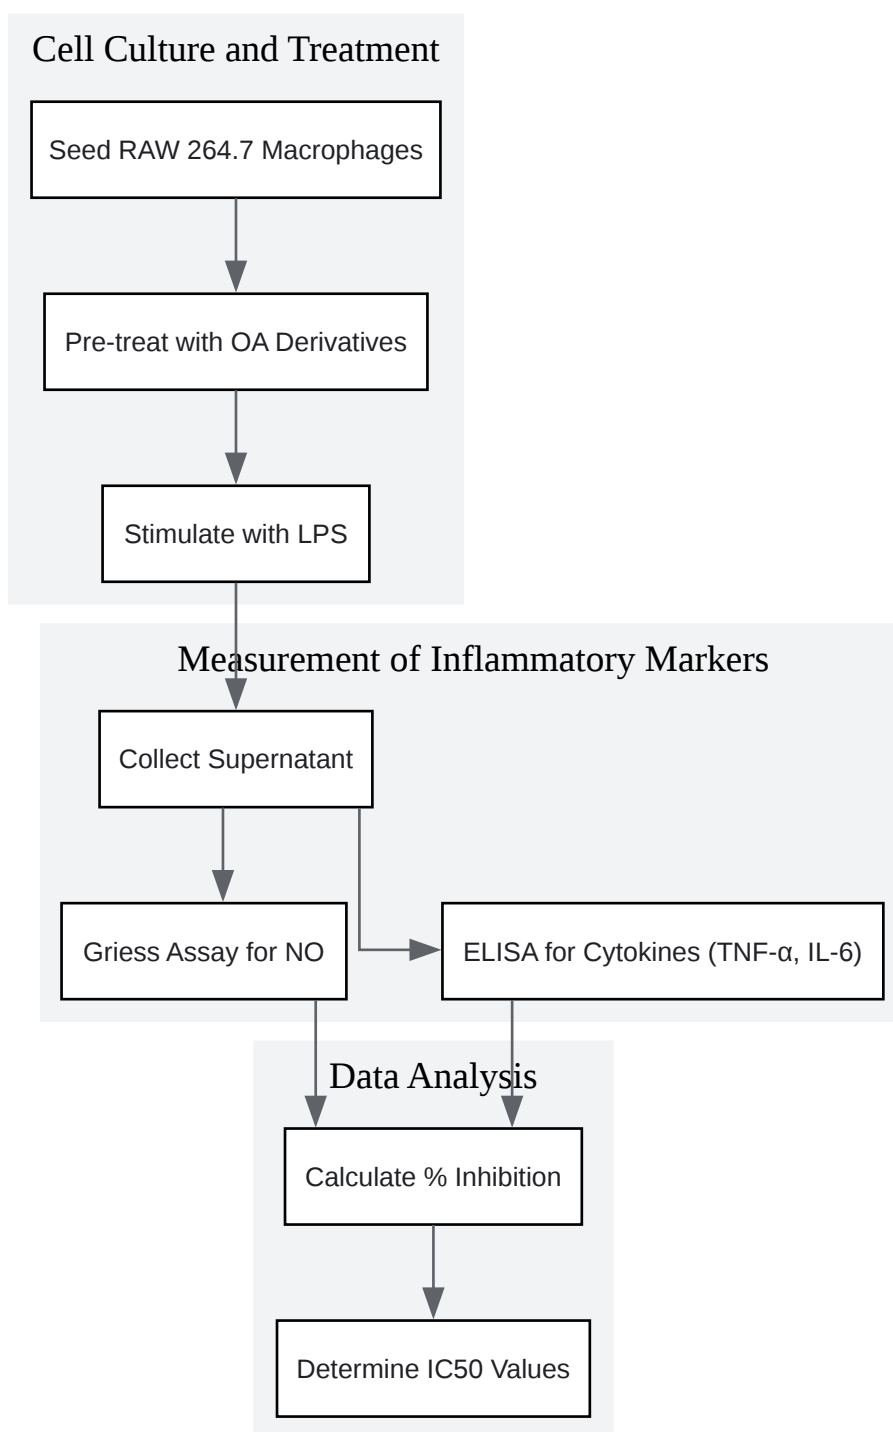 Cell Culture and Treatment
Seed RAW 264.7 Macrophages
Pre-treat with OA Derivatives
Stimulate with LPS
Measurement of Inflammatory Markers
Collect Supernatant
Griess Assay for NO
ELISA for Cytokines (TNF-α, IL-6)
Data Analysis
Calculate % Inhibition
Determine IC50 Values